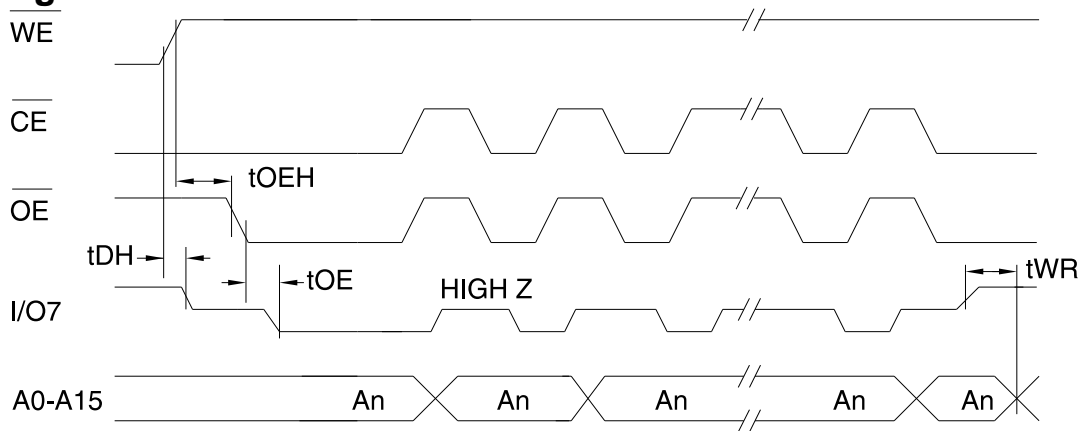 WE
CE
tOEH
OE
tDH
tOE
HIGH Z
tWR
I/O7
A0-A15 An An An An An